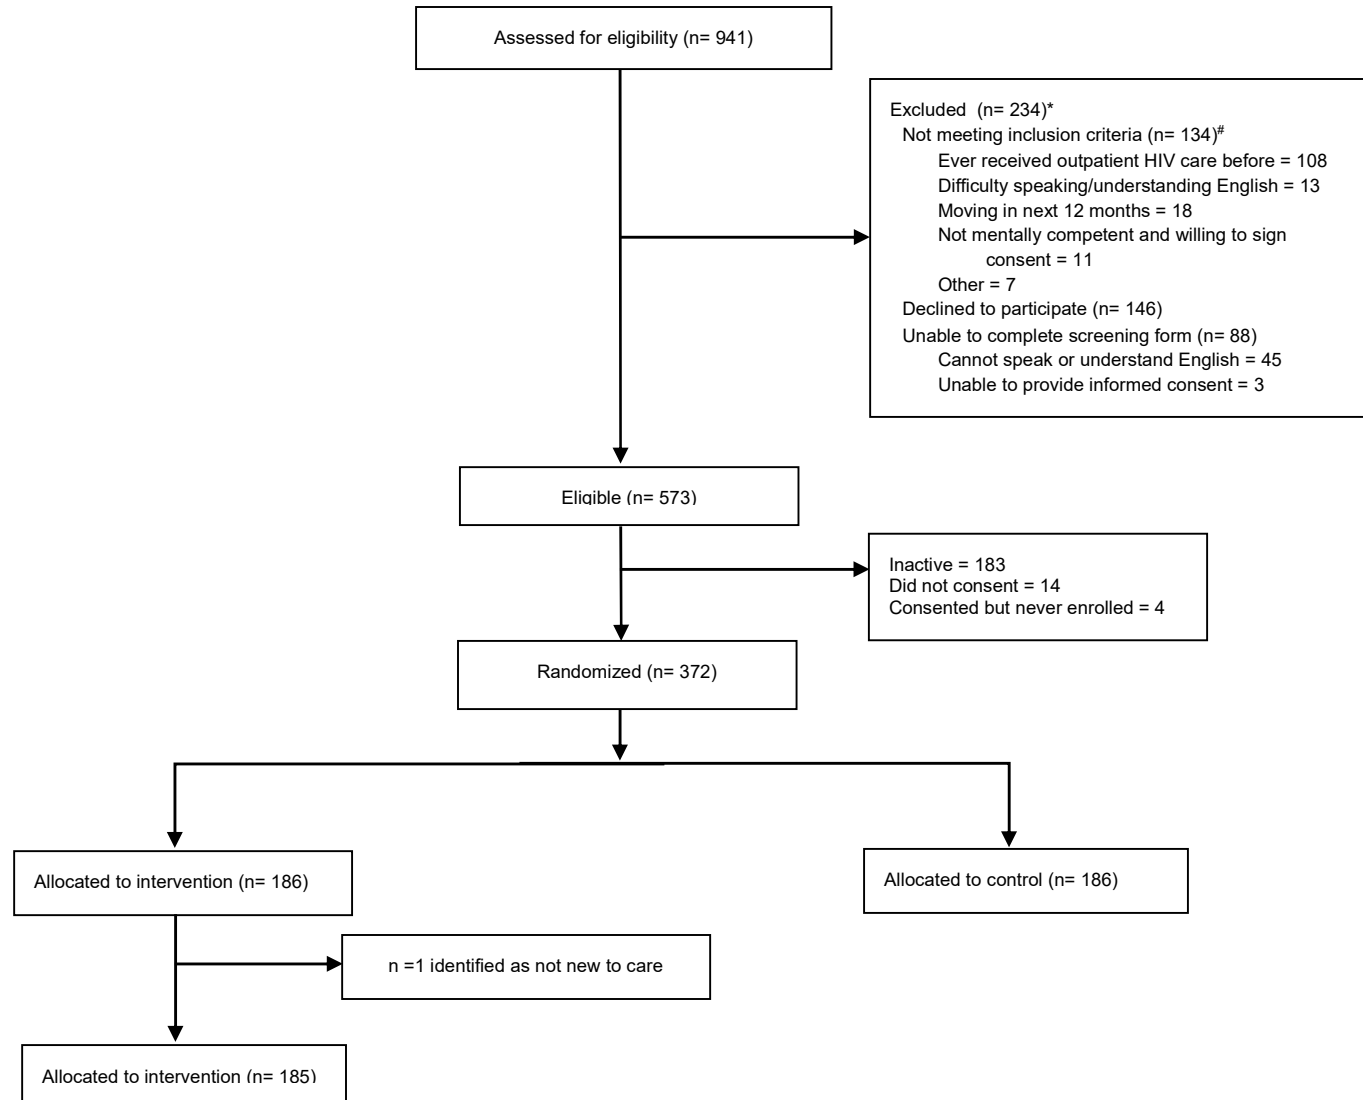 Assessed for eligibility (n= 941)
Excluded  (n= 234)*
Not meeting inclusion criteria (n= 134)#
Ever received outpatient HIV care before = 108
Difficulty speaking/understanding English = 13
Moving in next 12 months = 18
Not mentally competent and willing to sign
consent = 11
Other = 7
Declined to participate (n= 146)
Unable to complete screening form (n= 88)
Cannot speak or understand English = 45
Unable to provide informed consent = 3
Eligible (n= 573)
Inactive = 183
Did not consent = 14
Consented but never enrolled = 4
Randomized (n= 372)
Allocated to intervention (n= 186)
Allocated to control (n= 186)
n =1 identified as not new to care
Allocated to intervention (n= 185)